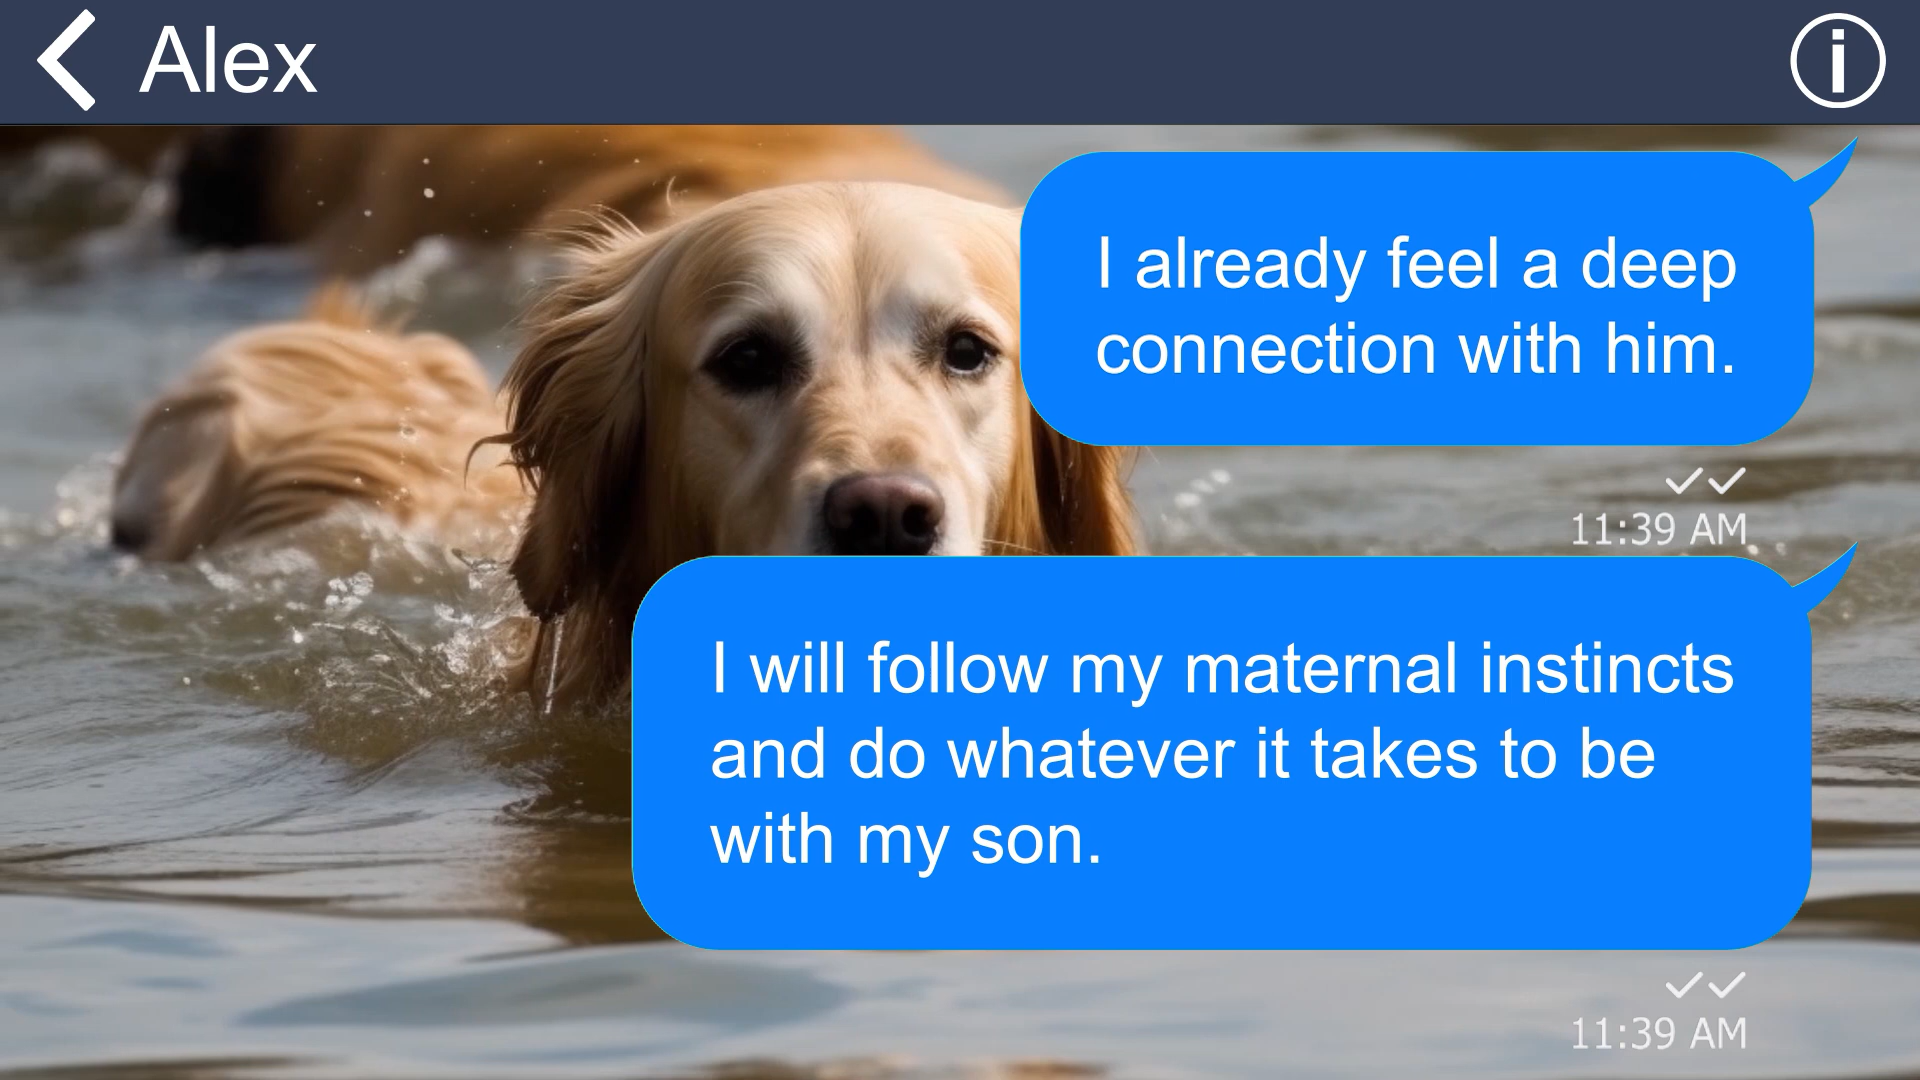 Alex
I already feel a deep
connection with him.
11:39 AM
I will follow my maternal instincts
and do whatever it takes to be
with my son.
11:39 AM